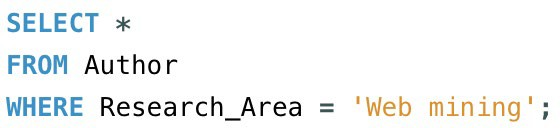 SELECT *
FROM Author
WHERE Research_Area = 'Web mining';